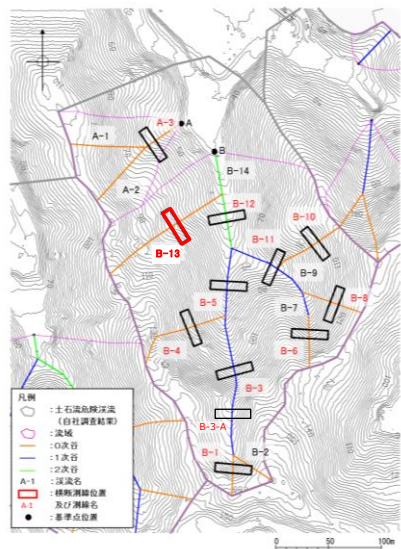 A-3
A
A-1
B
A-2
B-14
B-12
B-10
B-11
B-13
B-9
B-5
B-7
B-8
B-4
B-6
B-3
B-3-A
B-1
B-2
凡例
:土石流危険渓流
(自社調査結果)
:流域
:0次谷
:1次谷
:2次谷
A-1 :渓流名
:横断測線位置
A-1 及び測線名
:基準点位置
0 50 100m